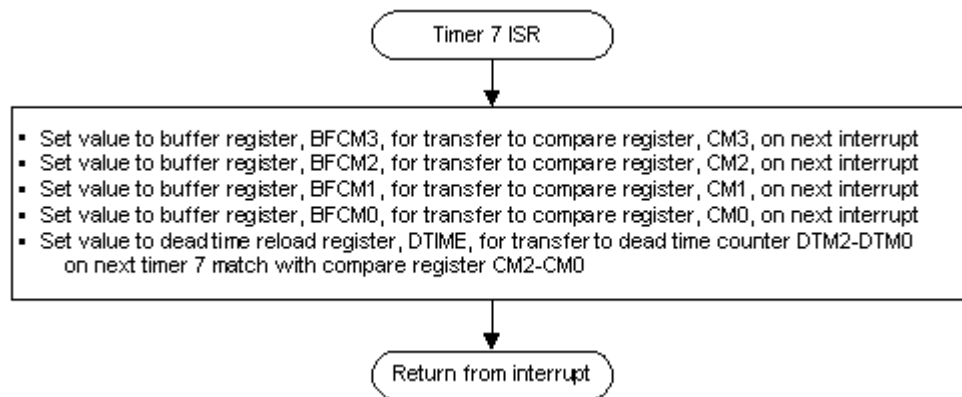 Timer 7 ISR
▪ Set value to buffer register, BFCM3, for transfer to compare register, CM3, on next interrupt
▪ Set value to buffer register, BFCM2, for transfer to compare register, CM2, on next interrupt
▪ Set value to buffer register, BFCM1, for transfer to compare register, CM1, on next interrupt
▪ Set value to buffer register, BFCM0, for transfer to compare register, CM0, on next interrupt
▪ Set value to dead time reload register, DTIME, for transfer to dead time counter DTM2-DTM0
on next timer 7 match with compare register CM2-CM0
Return from interrupt